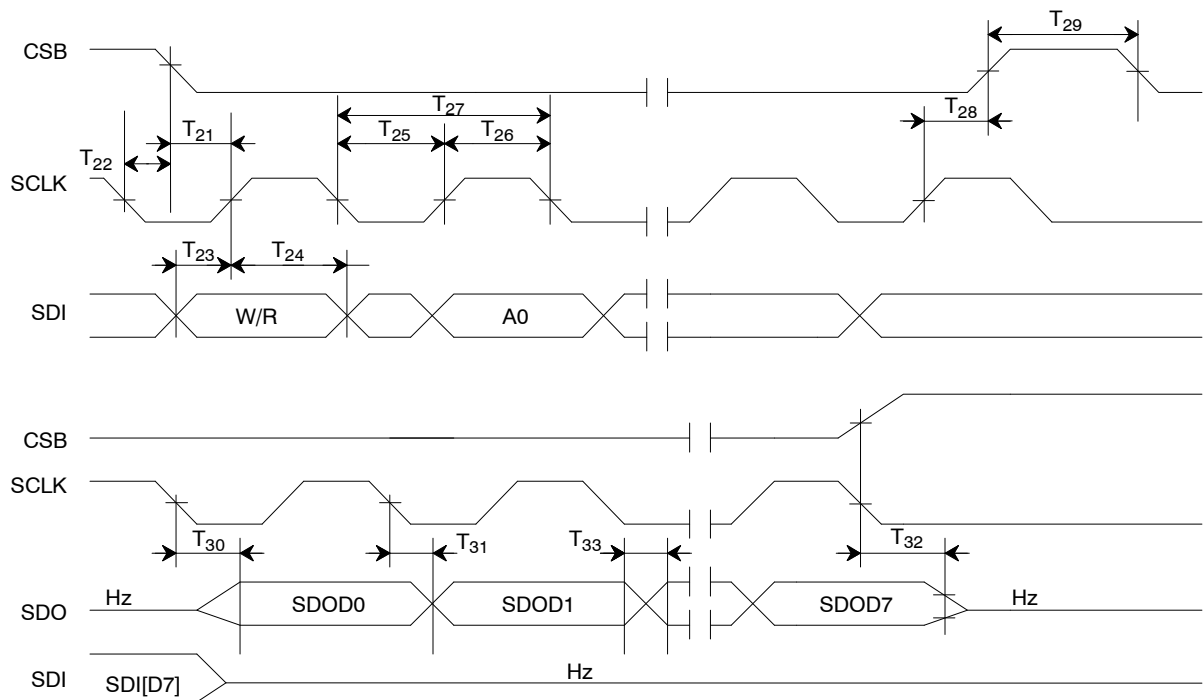 T29
CSB
T27
T28
T21
T25
T26
T22
SCLK
T23
T24
SDI
W/R
A0
CSB
SCLK
T30
T31
T33
T32
SDO
Hz
SDOD0
SDOD1
SDOD7
Hz
SDI
SDI[D7]
Hz